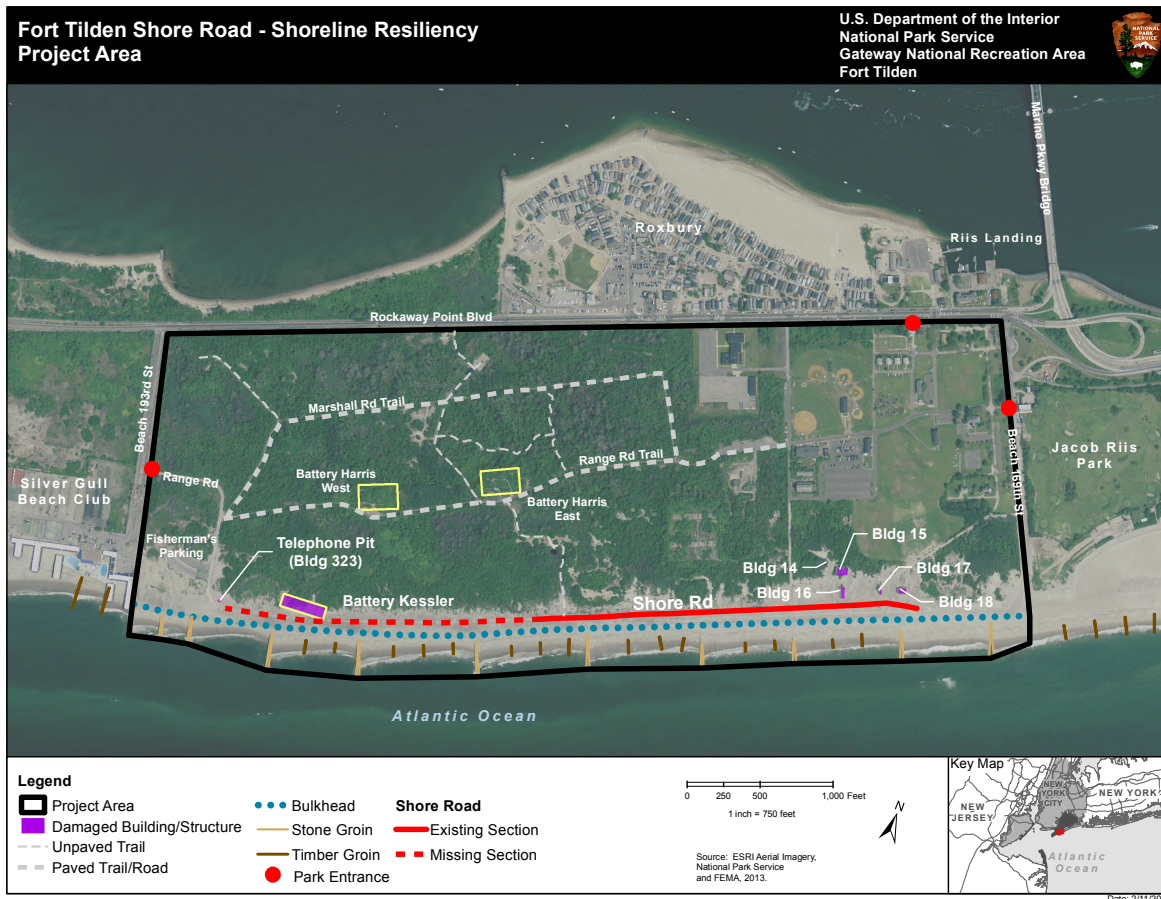 Fort Tilden Shore Road - Shoreline Resiliency
Project Area
U.S. Department of the Interior
National Park Service
Gateway National Recreation Area
Fort Tilden
NATIONAL
PARK
SERVICE
Marine Pkwy Bridge
Roxbury
Riis Landing
Rockaway Point Blvd
Beach 193rd St
Marshall Rd Trail
Beach 169th St
Jacob Riis
Park
Range Rd Trail
Battery Harris
West
Range Rd
Silver Gull
Beach Club
Battery Harris
East
Fisherman's
Parking
Telephone Pit
(Bldg 323)
Bldg 15
Bldg 14
Bldg 17
Bldg 16
Bldg 18
Battery Kessler
Shore Rd
Atlantic Ocean
Legend
Project Area
Damaged Building/Structure
Unpaved Trail
Paved Trail/Road
Bulkhead
Stone Groin
Timber Groin
Park Entrance
Shore Road
Existing Section
Missing Section
0 250 500 1,000 Feet
1 inch = 750 feet
N
Source: ESRI Aerial Imagery,
National Park Service
and FEMA, 2013.
Key Map
NEW
YORK
CITY
NEW YORK
NEW
JERSEY
Atlantic
Ocean